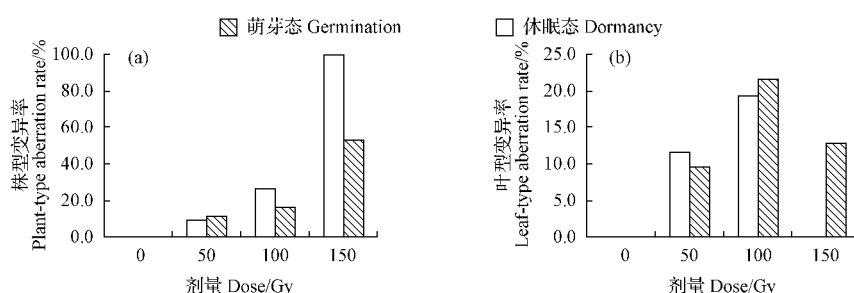 萌芽态 Germination
休眠态 Dormancy
(a)
株型变异率
Plant-type aberration rate/%
100.0
80.0
60.0
40.0
20.0
0.0
0 50 100 150
剂量 Dose/Gy
(b)
叶型变异率
Leaf-type aberration rate/%
25.0
20.0
15.0
10.0
5.0
0.0
0 50 100 150
剂量 Dose/Gy